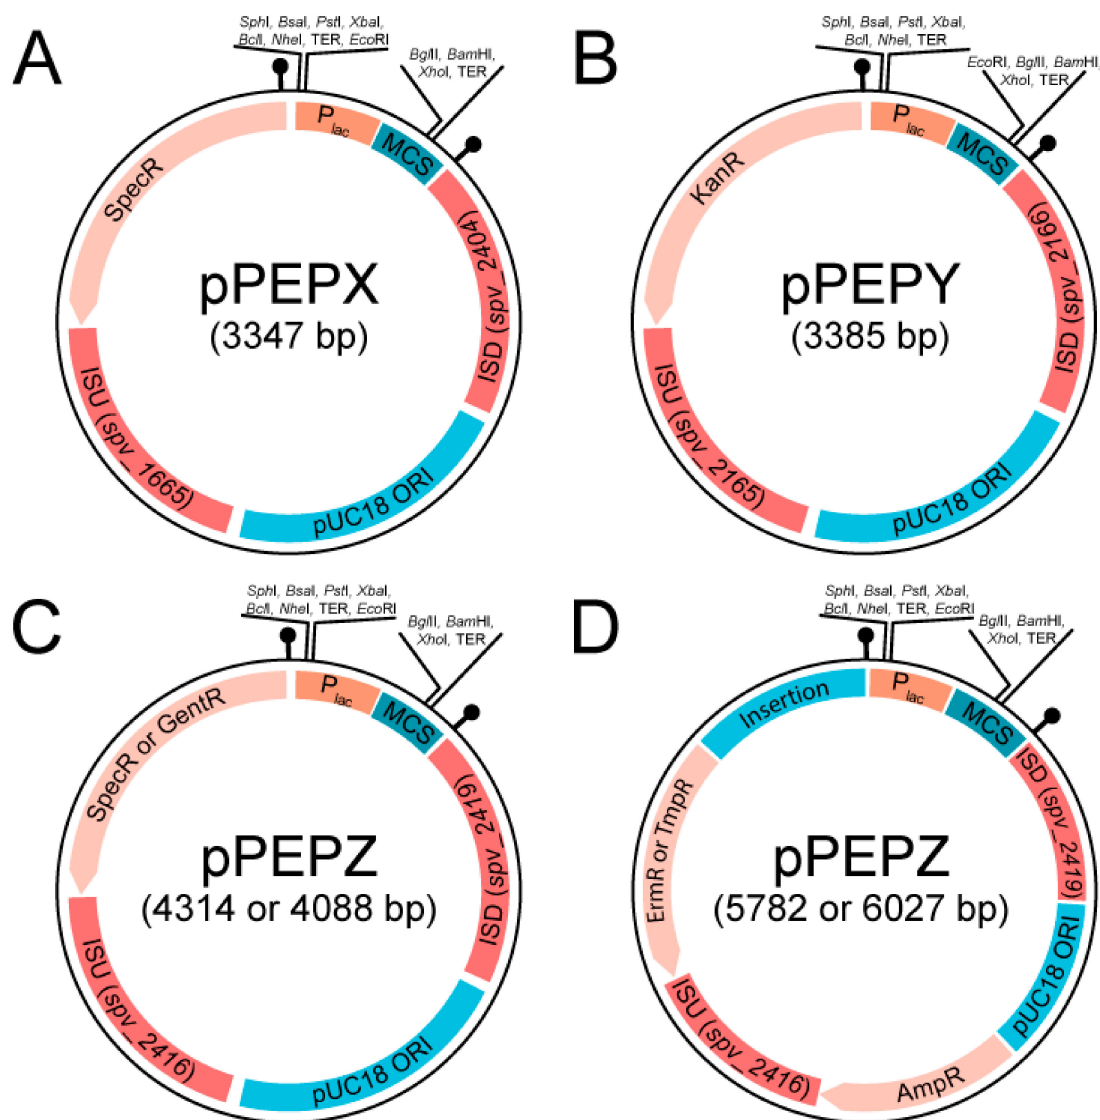 A
SphI, BsaI, PstI, XbaI,
BclI, NheI, TER, EcoRI
BglII, BamHI,
XhoI, TER
Plac
MCS
SpecR
ISD (spv_2404)
pPEPX
(3347 bp)
ISU (spv_1665)
pUC18 ORI
B
SphI, BsaI, PstI, XbaI,
BclI, NheI, TER
EcoRI, BglII, BamHI,
XhoI, TER
Plac
MCS
KanR
ISD (spv_2166)
pPEPY
(3385 bp)
ISU (spv_2165)
pUC18 ORI
C
SphI, BsaI, PstI, XbaI,
BclI, NheI, TER, EcoRI
BglII, BamHI,
XhoI, TER
Plac
MCS
SpecR or GentR
ISD (spv_2419)
pPEPZ
(4314 or 4088 bp)
ISU (spv_2416)
pUC18 ORI
D
SphI, BsaI, PstI, XbaI,
BclI, NheI, TER, EcoRI
BglII, BamHI,
XhoI, TER
Insertion
Plac
MCS
ErmR or TmpR
ISD (spv_2419)
pPEPZ
(5782 or 6027 bp)
pUC18 ORI
ISU (spv_2416)
AmpR